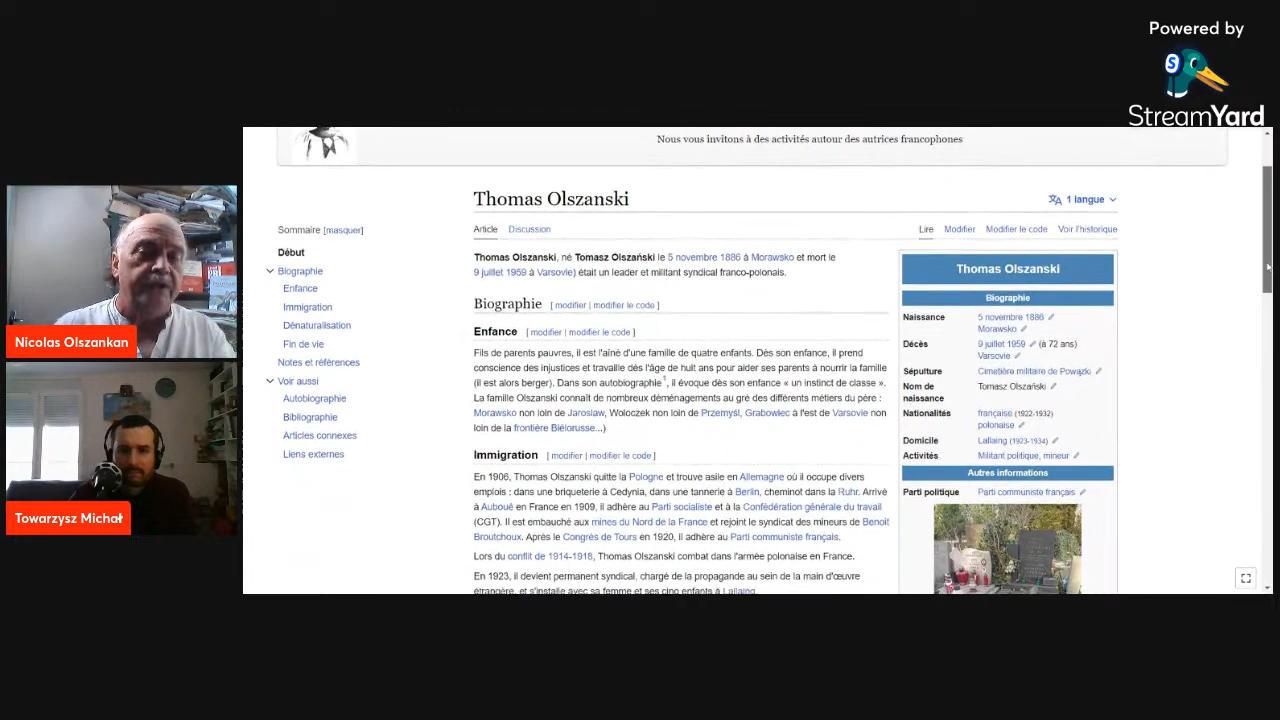 Powered by
StreamYard
Nous vous invitons à des activités autour des autrices francophones
Thomas Olszanski
1 langue
Article Discussion
Lire Modifier Modifier le code Voir l'historique
Sommaire [masquer]
Début
Biographie
Enfance
Immigration
Dénaturalisation
Fin de vie
Notes et références
Voir aussi
Autobiographie
Bibliographie
Articles connexes
Liens externes
Thomas Olszanski, né Tomasz Olszański le 5 novembre 1886 à Morawsko et mort le
9 juillet 1959 à Varsovie) était un leader et militant syndical franco-polonais.
Biographie [ modifier | modifier le code ]
Enfance [ modifier | modifier le code ]
Fils de parents pauvres, il est l'aîné d'une famille de quatre enfants. Dès son enfance, il prend
conscience des injustices et travaille dès l'âge de huit ans pour aider ses parents à nourrir la famille
(il est alors berger). Dans son autobiographie1, il évoque dès son enfance « un instinct de classe ».
La famille Olszanski connaît de nombreux déménagements au gré des différents métiers du père :
Morawsko non loin de Jaroslaw, Woloczek non loin de Przemyśl, Grabowiec à l'est de Varsovie non
loin de la frontière Biélorusse...)
Immigration [ modifier | modifier le code ]
En 1906, Thomas Olszanski quitte la Pologne et trouve asile en Allemagne où il occupe divers
emplois : dans une briqueterie à Cedynia, dans une tannerie à Berlin, cheminot dans la Ruhr. Arrivé
à Auboué en France en 1909, il adhère au Parti socialiste et à la Confédération générale du travail
(CGT). Il est embauché aux mines du Nord de la France et rejoint le syndicat des mineurs de Benoit
Broutchoux. Après le Congrès de Tours en 1920, il adhère au Parti communiste français.
Lors du conflit de 1914-1918, Thomas Olszanski combat dans l'armée polonaise en France.
En 1923, il devient permanent syndical, chargé de la propagande au sein de la main d'œuvre
étrangère, et s'installe avec sa femme et ses cinq enfants à Lallaing.
Thomas Olszanski
Biographie
Naissance 5 novembre 1886
Morawsko
Décès 9 juillet 1959 (à 72 ans)
Varsovie
Sépulture Cimetière militaire de Powązki
Nom de naissance Tomasz Olszański
Nationalités française (1922-1932)
polonaise
Domicile Lallaing (1923-1934)
Activités Militant politique, mineur
Autres informations
Parti politique Parti communiste français
Nicolas Olszankan
Towarzysz Michał